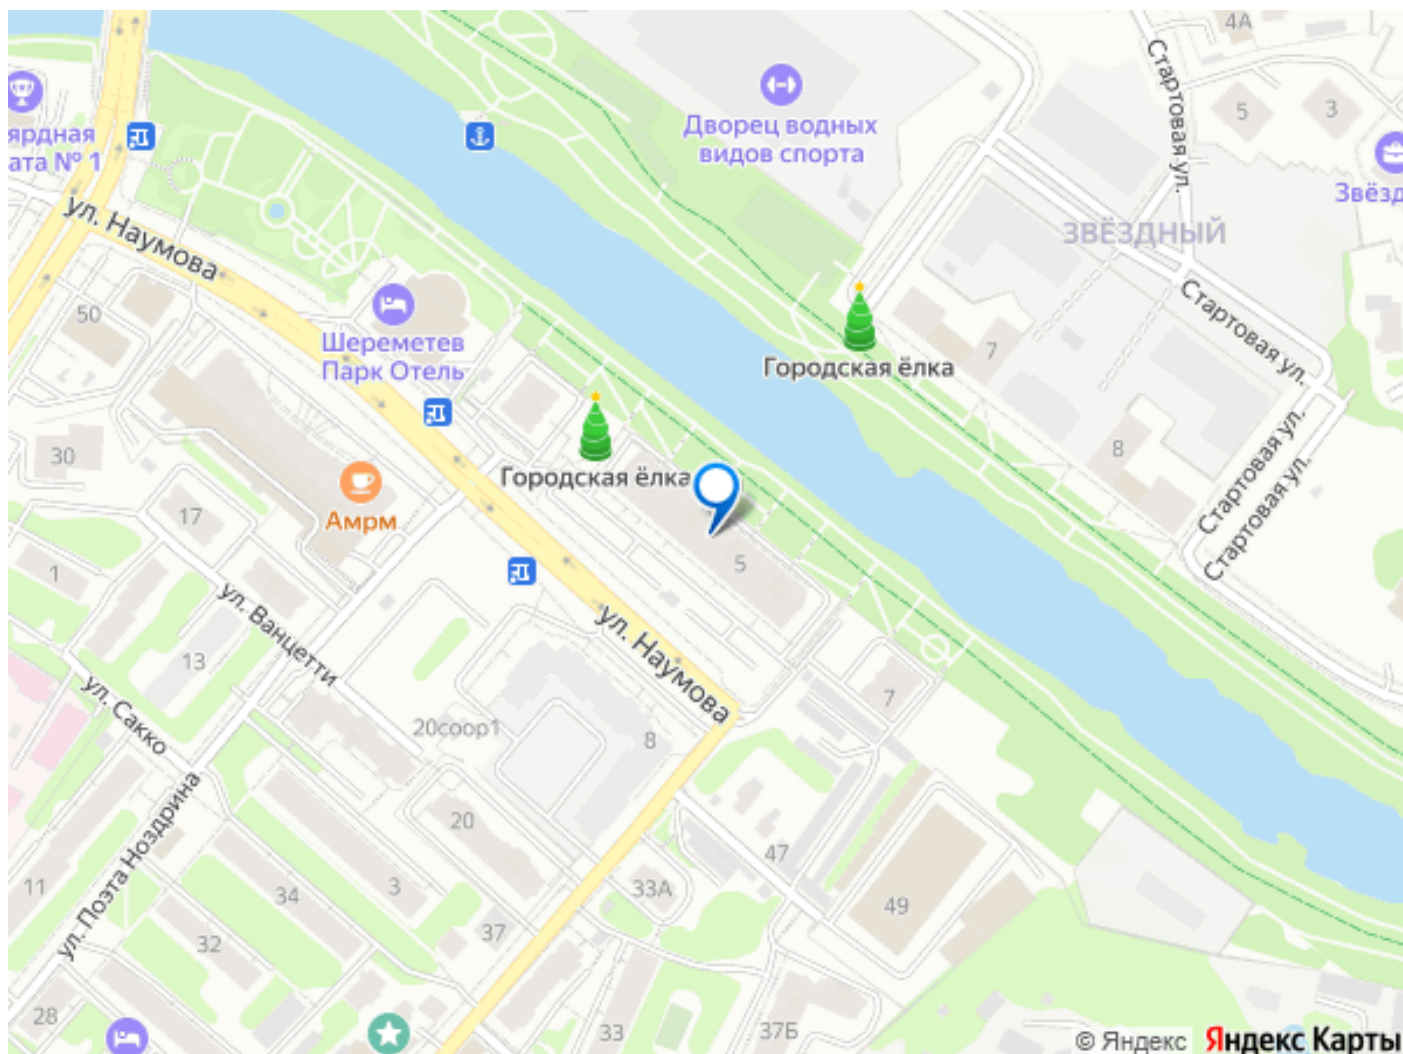 4А
Стартовая ул.
5
3
Дворец водных
видов спорта
ярдная
ата № 1
Звёзд
ЗВЁЗДНЫЙ
ул. Наумова
Стартовая ул.
50
Шереметев
Парк Отель
7
Городская ёлка
Стартовая ул.
Стартовая ул.
8
30
Городская ёлка
17
Амрм
5
1
ул. Ванцетти
ул. Наумова
13
ул. Сакко
7
20соор1
8
20
47
ул. Поэта Ноздрина
11
34
3
33А
49
32
37
28
33
37Б
© Яндекс Яндекс Карты